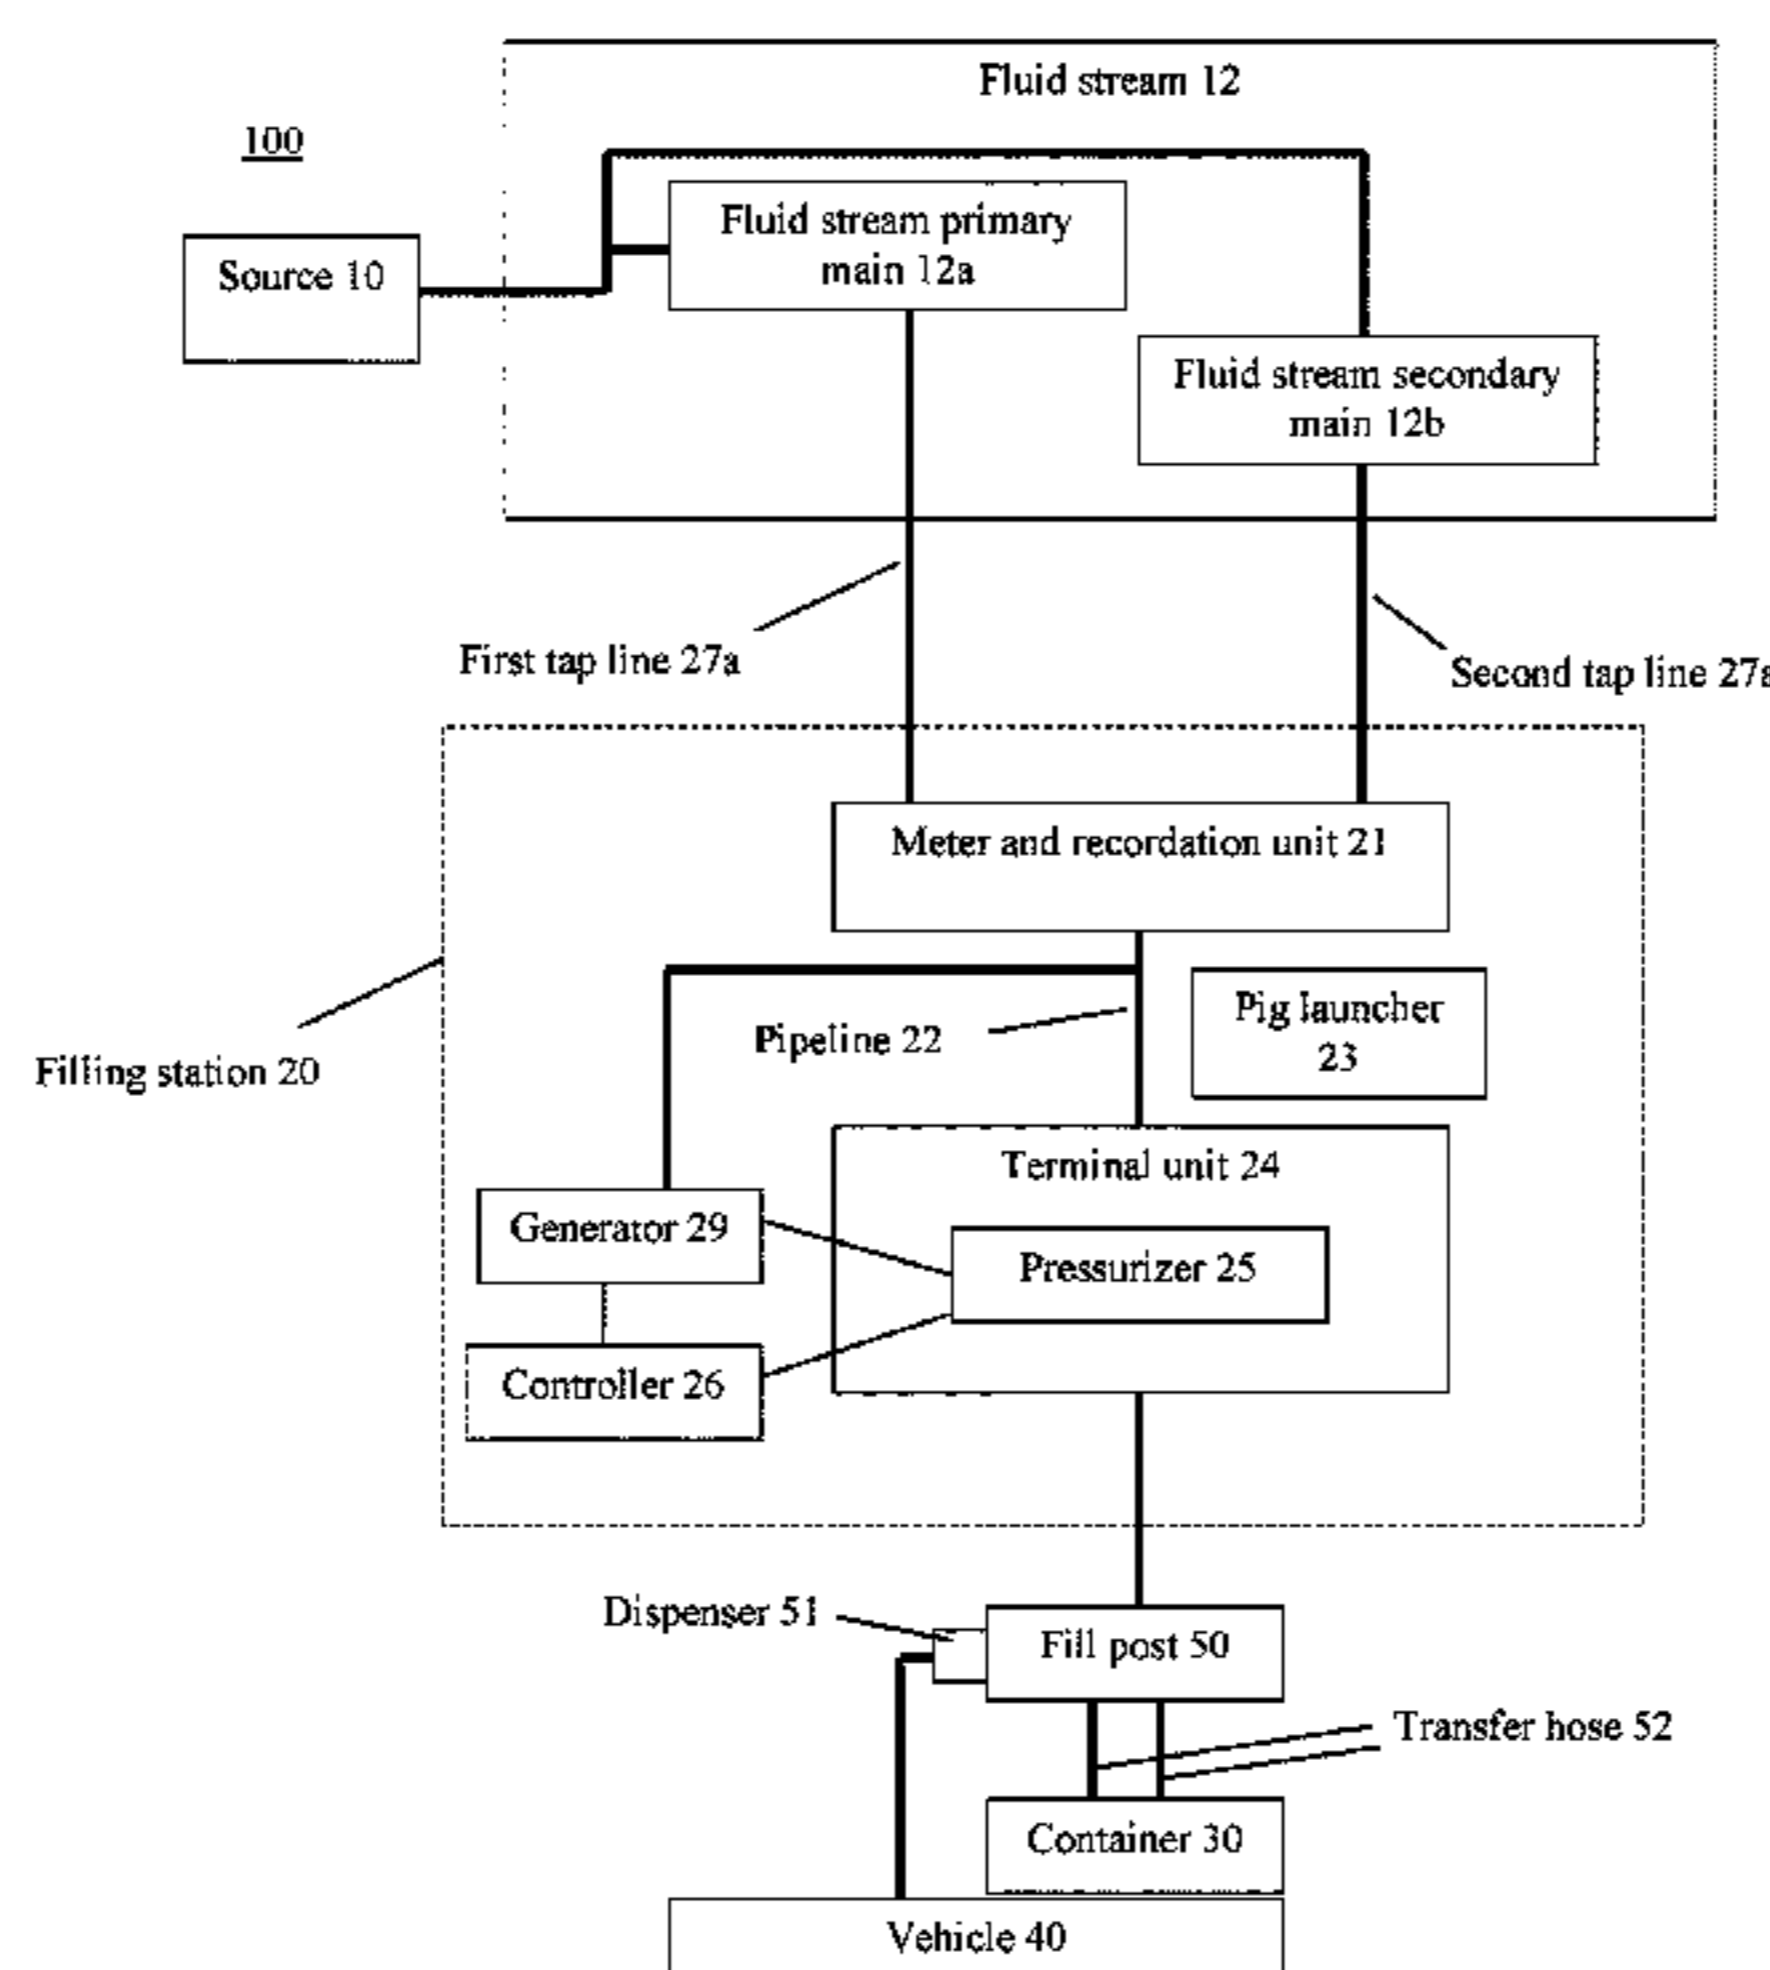 Fluid stream 12
100
Fluid stream primary
main 12a
Source 10
Fluid stream secondary
main 12b
First tap line 27a
Second tap line 27a
Meter and recordation unit 21
Pig launcher
23
Pipeline 22
Filling station 20
Terminal unit 24
Generator 29
Pressurizer 25
Controller 26
Dispenser 51
Fill post 50
Transfer hose 52
Container 30
Vehicle 40